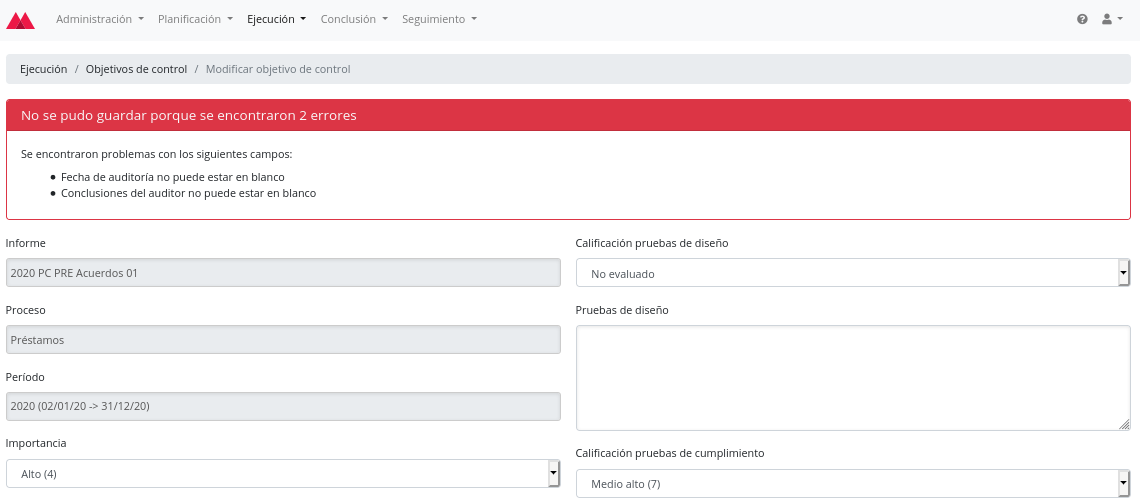 Administración Planificación Ejecución Conclusión Seguimiento
Ejecución / Objetivos de control / Modificar objetivo de control
No se pudo guardar porque se encontraron 2 errores
Se encontraron problemas con los siguientes campos:
• Fecha de auditoría no puede estar en blanco
• Conclusiones del auditor no puede estar en blanco
Informe
2020 PC PRE Acuerdos 01
Proceso
Préstamos
Período
2020 (02/01/20 -> 31/12/20)
Importancia
Alto (4)
Calificación pruebas de diseño
No evaluado
Pruebas de diseño
Calificación pruebas de cumplimiento
Medio alto (7)